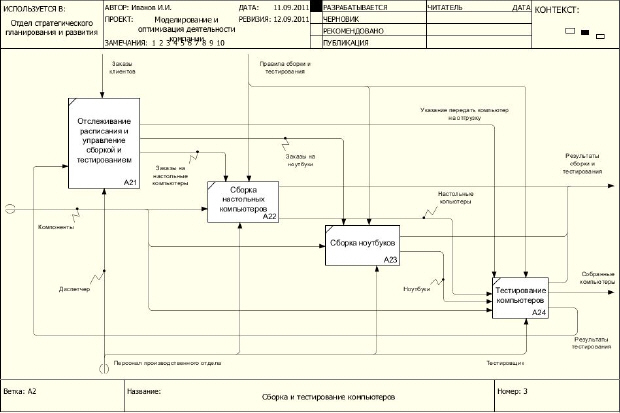 ИСПОЛЬЗУЕТСЯ В:
Отдел стратегического
планирования и развития
АВТОР: Иванов И.И.
ДАТА: 11.09.2011
ПРОЕКТ: Моделирование и
оптимизация деятельности
компании
РЕВИЗИЯ: 12.09.2011
ЗАМЕЧАНИЯ: 1 2 3 4 5 6 7 8 9 10
РАЗРАБАТЫВАЕТСЯ
ЧЕРНОВИК
РЕКОМЕНДОВАНО
ПУБЛИКАЦИЯ
ЧИТАТЕЛЬ ДАТА
КОНТЕКСТ:
Заказы
клиентов
Правила сборки и
тестирования
Указание передать компьютер
на отгрузку
Отслеживание
расписания и
управление
сборкой и
тестированием
A21
Заказы на
настольные
компьютеры
Заказы на
ноутбуки
Результаты
сборки и
тестирования
Сборка
настольных
компьютеров
A22
Настольные
копьютеры
Компоненты
Сборка ноутбуков
A23
Диспетчер
Ноутбуки
Тестирование
компьютеров
A24
Собранные
компьютеры
Результаты
тестирования
Персонал производственного отдела
Тестировщик
Ветка: A2
Название:
Сборка и тестирование компьютеров
Номер: 3